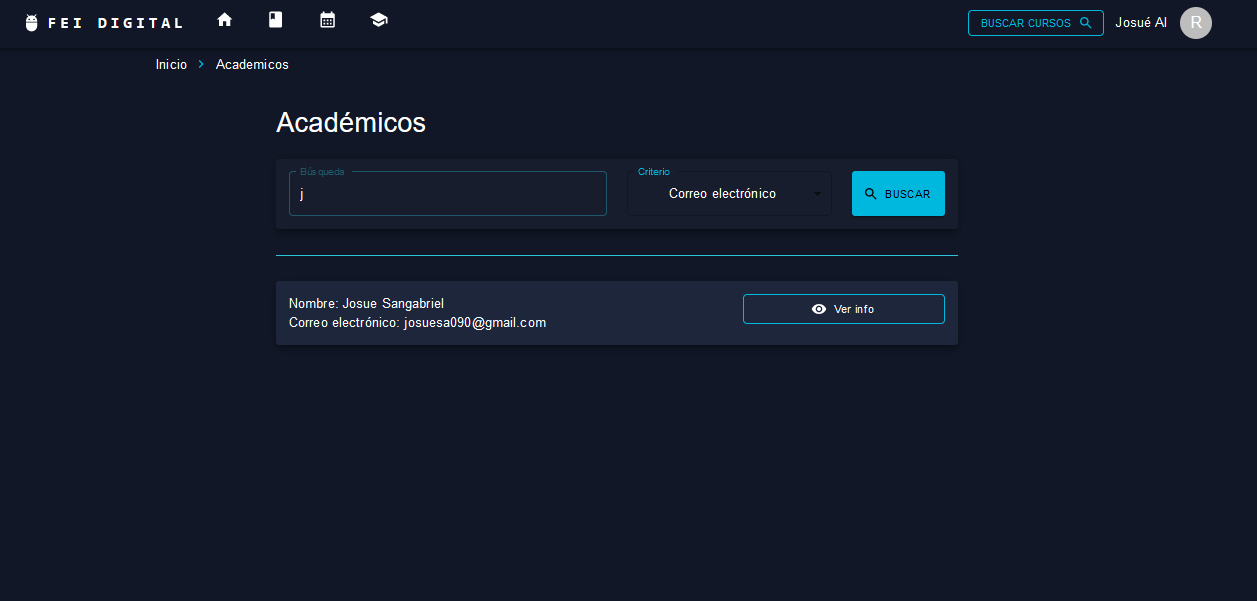 FEI DIGITAL
BUSCAR CURSOS
Josué Al
R
Inicio > Academicos
Académicos
Búsqueda
j
Criterio
Correo electrónico
BUSCAR
Nombre: Josue Sangabriel
Correo electrónico: josuesa090@gmail.com
Ver info